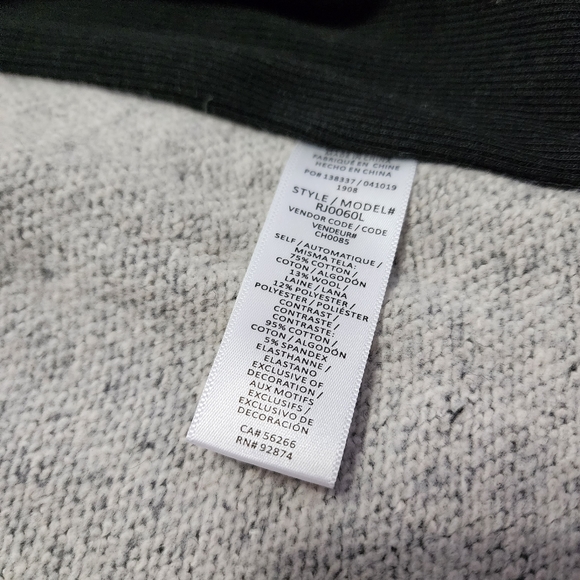 FABRIQUÉ EN CHINE
HECHO EN CHINA
PO# 138337 / 041019
1908
STYLE / MODEL#
RJ0060L
VENDOR CODE / CODE
VENDEUR#
CH0085
SELF / AUTOMATIQUE /
MISMA TELA:
75% COTTON /
COTON / ALGODÓN
13% WOOL /
LAINE / LANA
12% POLYESTER /
POLYESTER / POLIÉSTER
CONTRAST /
CONTRASTE /
CONTRASTE:
95% COTTON /
COTON / ALGODÓN
5% SPANDEX
ELASTHANNE /
ELASTANO
EXCLUSIVE OF
DECORATION /
AUX MOTIFS
EXCLUSIFS /
EXCLUSIVO DE
DECORACIÓN
CA# 56266
RN# 92874